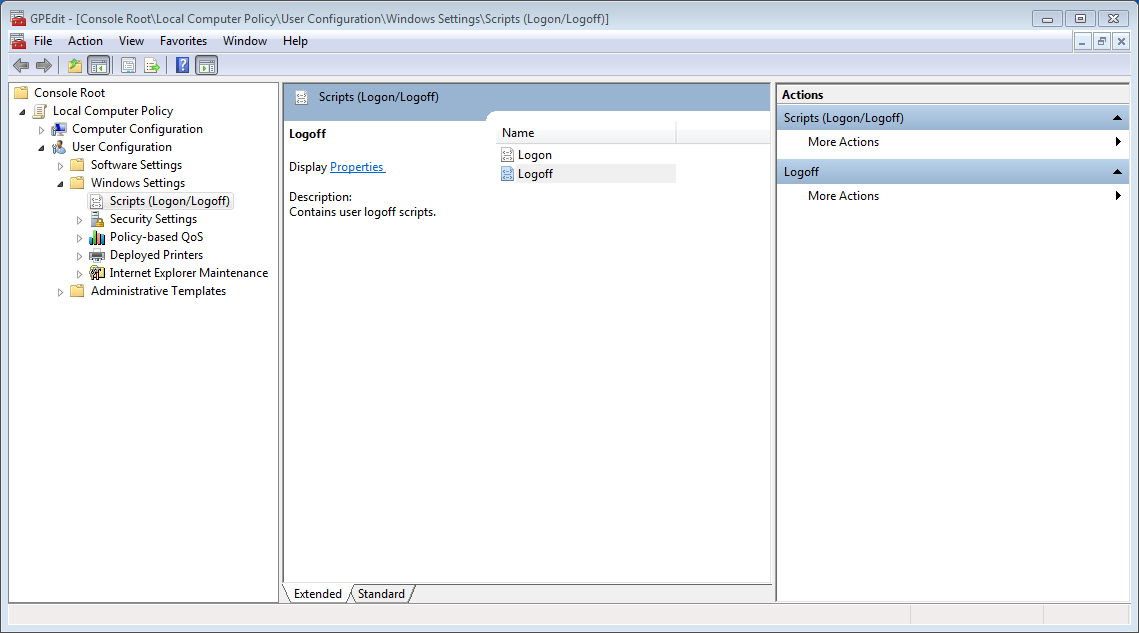 GPEdit - [Console Root\Local Computer Policy\User Configuration\Windows Settings\Scripts (Logon/Logoff)]
File Action View Favorites Window Help
Console Root
Local Computer Policy
Computer Configuration
User Configuration
Software Settings
Windows Settings
Scripts (Logon/Logoff)
Security Settings
Policy-based QoS
Deployed Printers
Internet Explorer Maintenance
Administrative Templates
Scripts (Logon/Logoff)
Logoff
Display Properties
Description:
Contains user logoff scripts.
Name
Logon
Logoff
Extended Standard
Actions
Scripts (Logon/Logoff)
More Actions
Logoff
More Actions